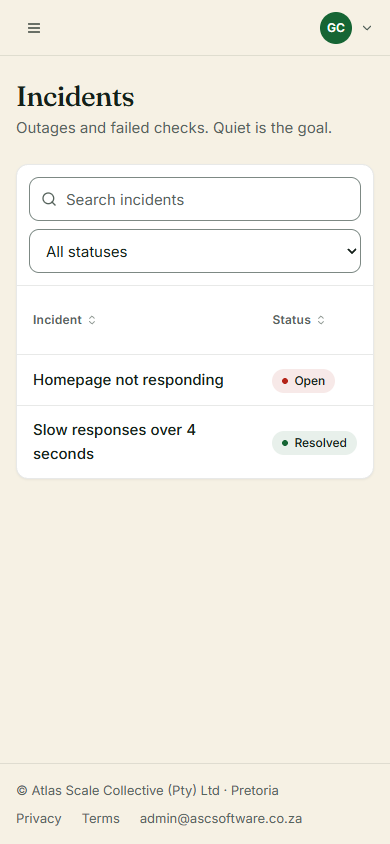 GC
Incidents
Outages and failed checks. Quiet is the goal.
Search incidents
All statuses
Incident Status
Homepage not responding Open
Slow responses over 4
seconds
Resolved
© Atlas Scale Collective (Pty) Ltd · Pretoria
Privacy Terms admin@ascsoftware.co.za